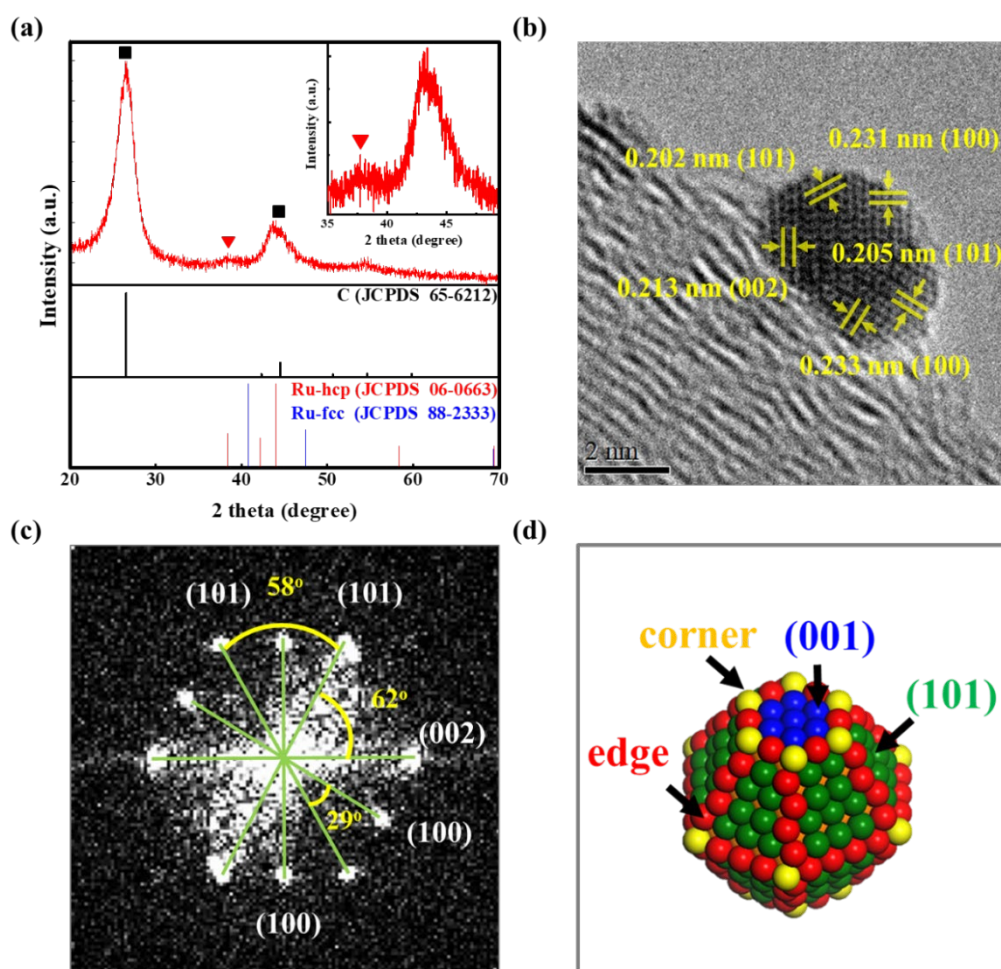 (a)
Intensity (a.u.)
C (JCPDS 65-6212)
Ru-hcp (JCPDS 06-0663)
Ru-fcc (JCPDS 88-2333)
20 30 40 50 60 70
2 theta (degree)
Intensity (a.u.)
35 40 45
2 theta (degree)
(b)
0.231 nm (100)
0.202 nm (101)
0.205 nm (101)
0.213 nm (002)
0.233 nm (100)
2 nm
(c)
(101) 58° (101)
62°
(002)
29°
(100)
(100)
(d)
corner (001)
(101)
edge